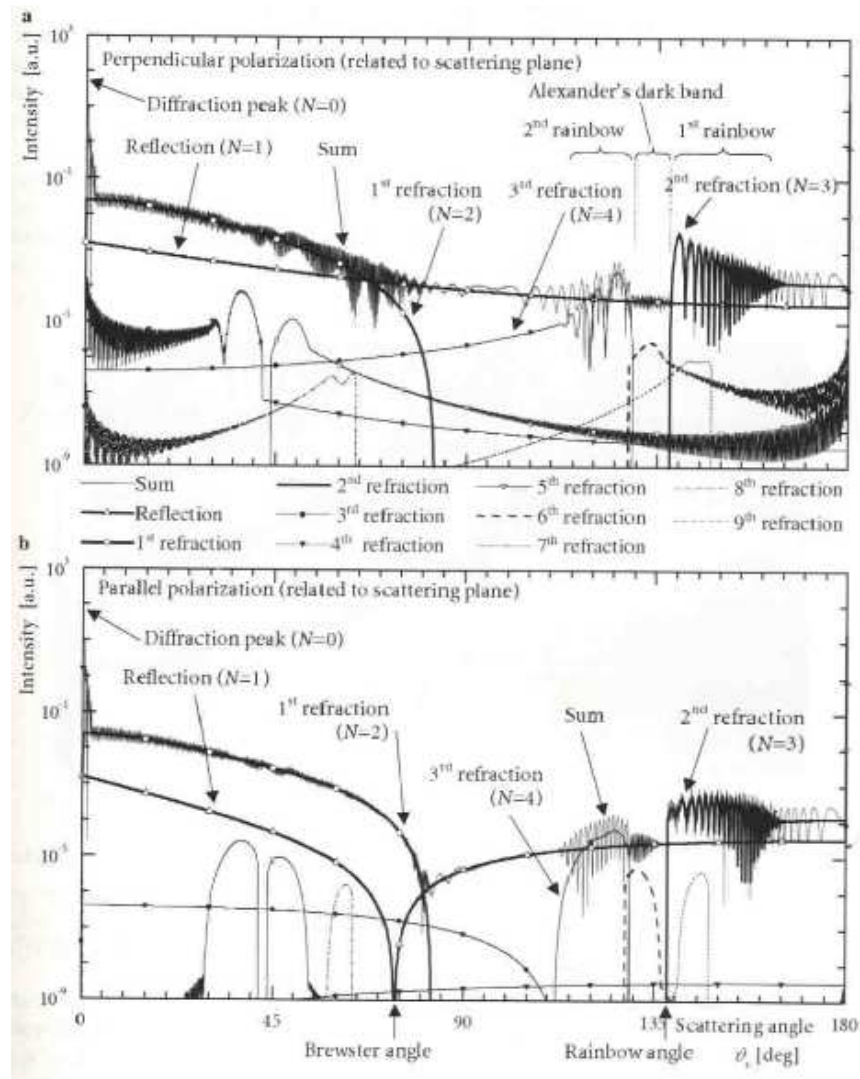 a
10³
Perpendicular polarization (related to scattering plane)
Intensity [a.u.]
Diffraction peak (N=0)
Alexander's dark band
2nd rainbow
1st rainbow
Reflection (N=1)
Sum
10⁻¹
1st refraction
(N=2)
3rd refraction
(N=4)
2nd refraction (N=3)
10⁻⁵
10⁻⁹
Sum
2nd refraction
5th refraction
8th refraction
Reflection
3rd refraction
6th refraction
9th refraction
1st refraction
4th refraction
7th refraction
b
10³
Parallel polarization (related to scattering plane)
Intensity [a.u.]
Diffraction peak (N=0)
Reflection (N=1)
10⁻¹
1st refraction
(N=2)
Sum
2nd refraction
(N=3)
3rd refraction
(N=4)
10⁻⁵
10⁻⁹
0
45
90
135
180
Scattering angle
Brewster angle
Rainbow angle
ϑs [deg]